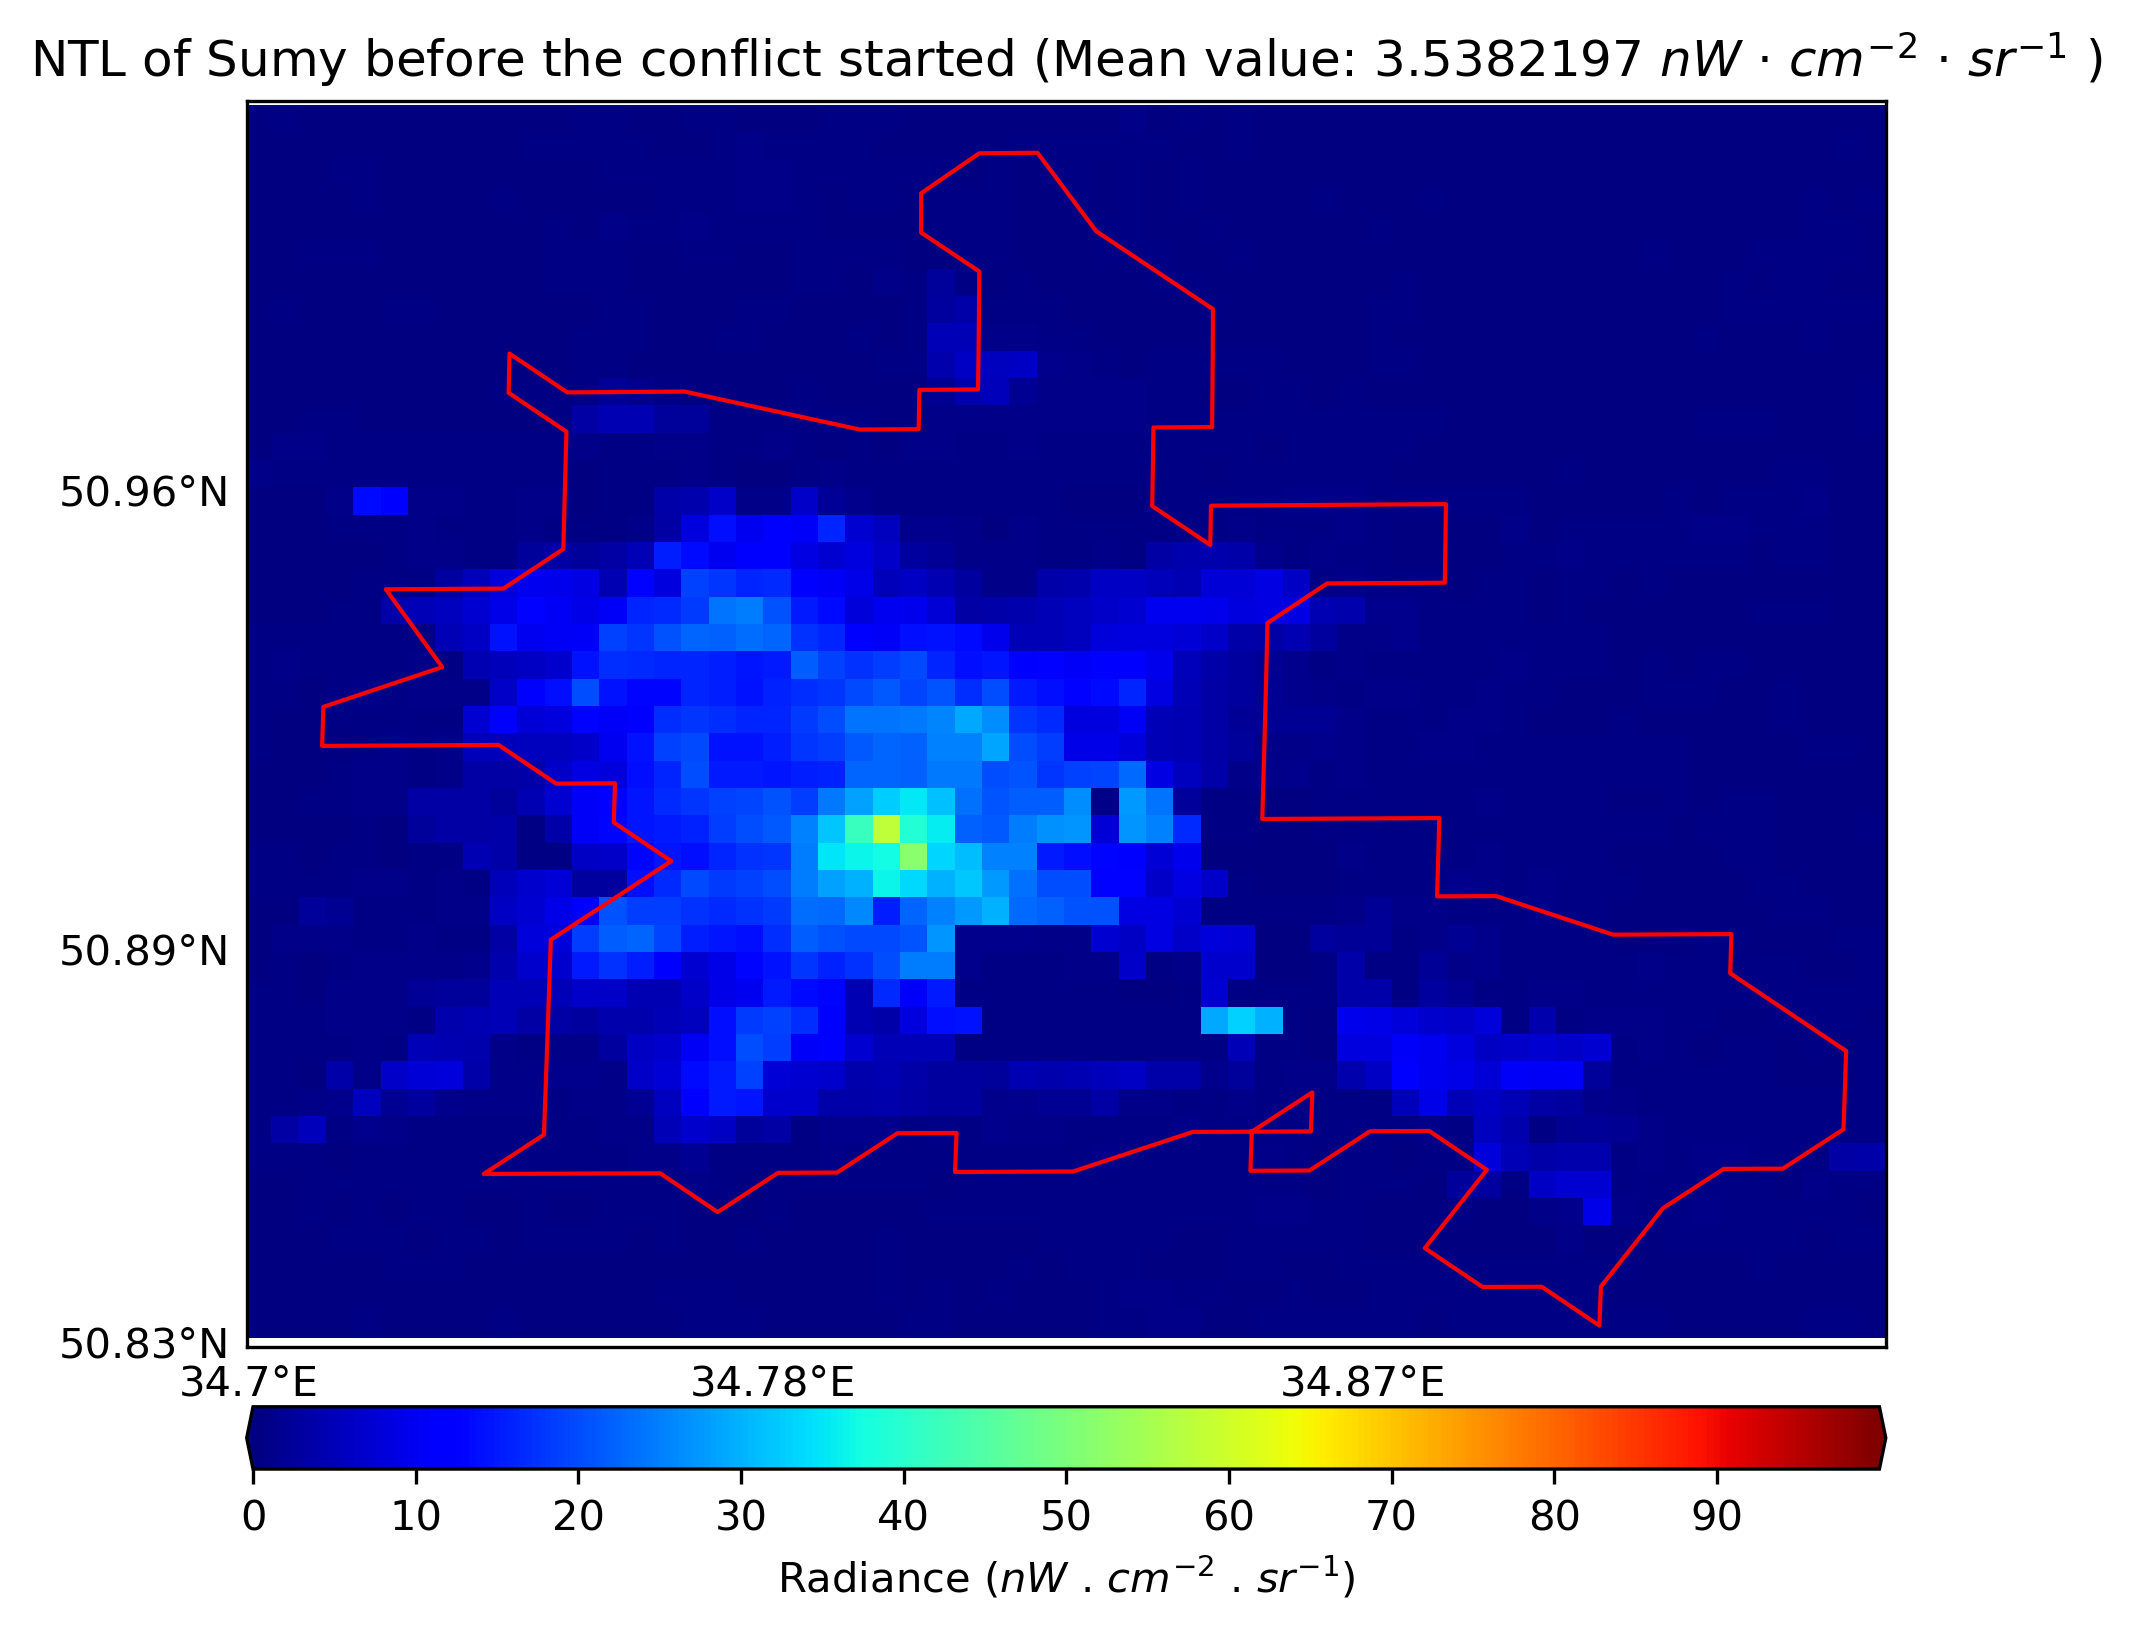 NTL of Sumy before the conflict started (Mean value: 3.5382197 nW · cm⁻² · sr⁻¹ )
50.96°N
50.89°N
50.83°N
34.7°E 34.78°E 34.87°E
0 10 20 30 40 50 60 70 80 90
Radiance (nW . cm⁻² . sr⁻¹)